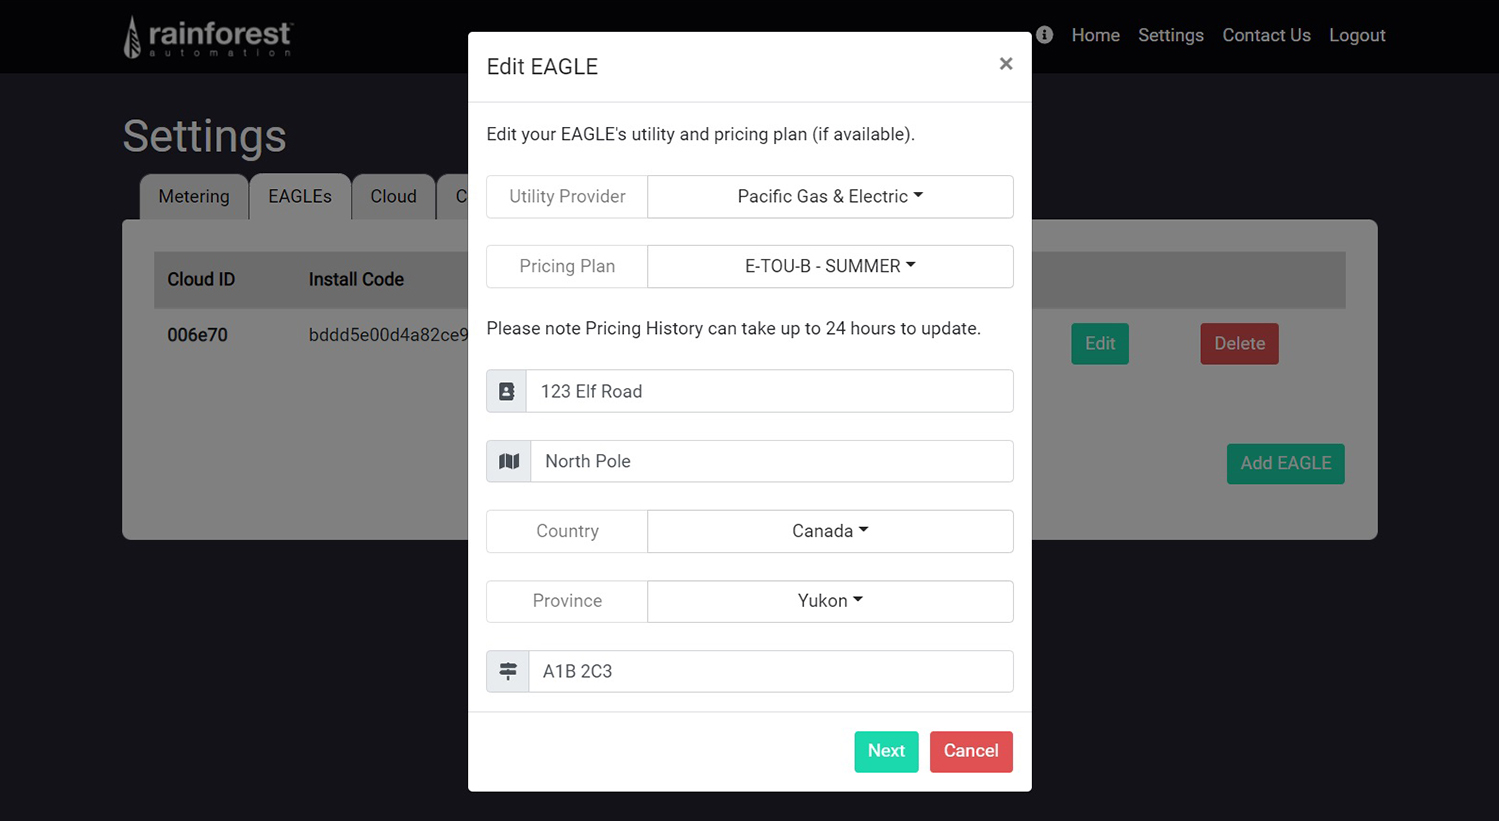 rainforest
automation
Home Settings Contact Us Logout
Settings
Metering EAGLEs Cloud C
Cloud ID Install Code
006e70 bddd5e00d4a82ce9
Edit Delete
Add EAGLE
Edit EAGLE ×
Edit your EAGLE's utility and pricing plan (if available).
Utility Provider Pacific Gas & Electric
Pricing Plan E-TOU-B - SUMMER
Please note Pricing History can take up to 24 hours to update.
123 Elf Road
North Pole
Country Canada
Province Yukon
A1B 2C3
Next Cancel